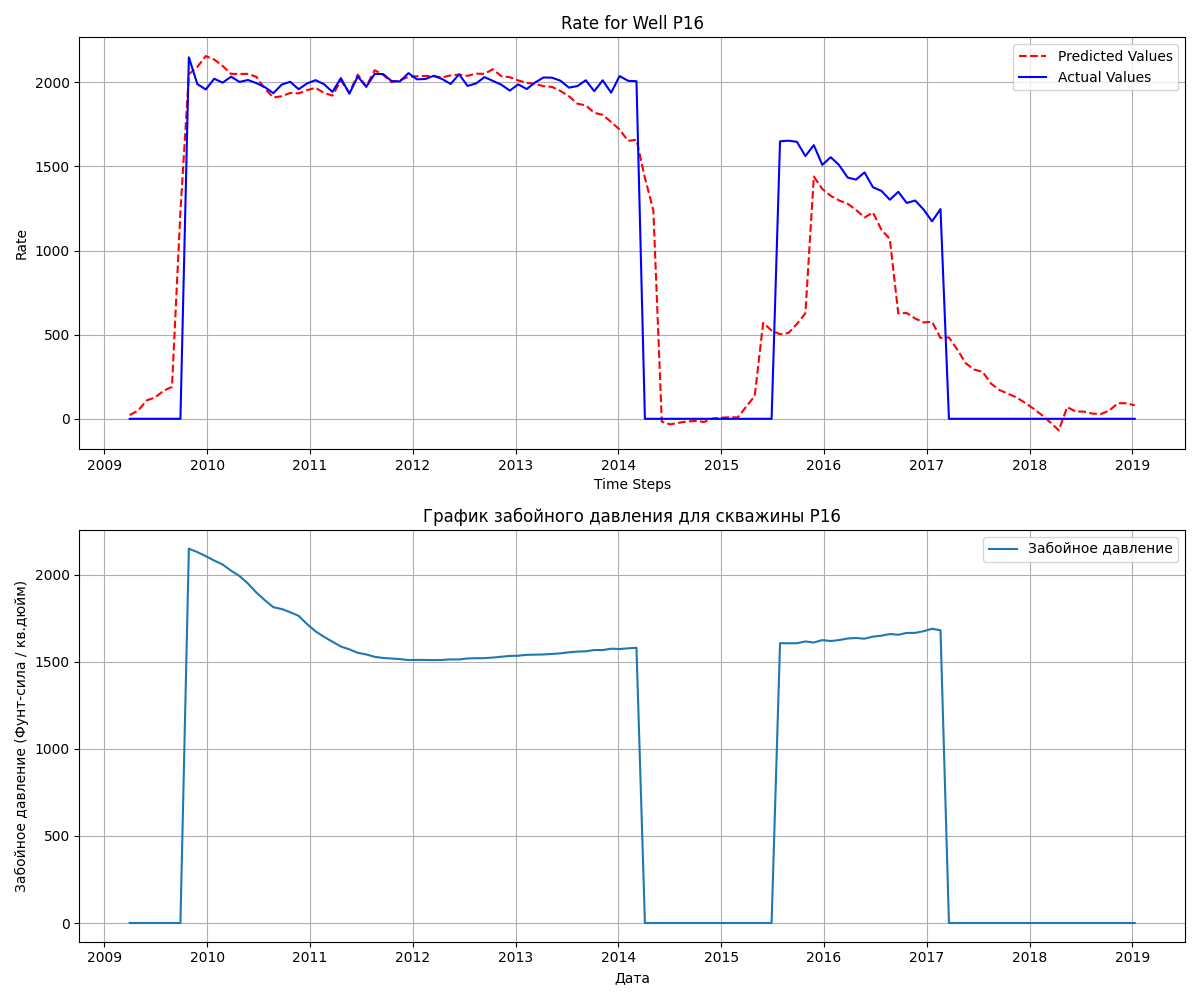 Rate for Well P16
Predicted Values
Actual Values
Rate
2000
1500
1000
500
0
2009 2010 2011 2012 2013 2014 2015 2016 2017 2018 2019
Time Steps
График забойного давления для скважины P16
Забойное давление
Забойное давление (Фунт-сила / кв.дюйм)
2000
1500
1000
500
0
2009 2010 2011 2012 2013 2014 2015 2016 2017 2018 2019
Дата